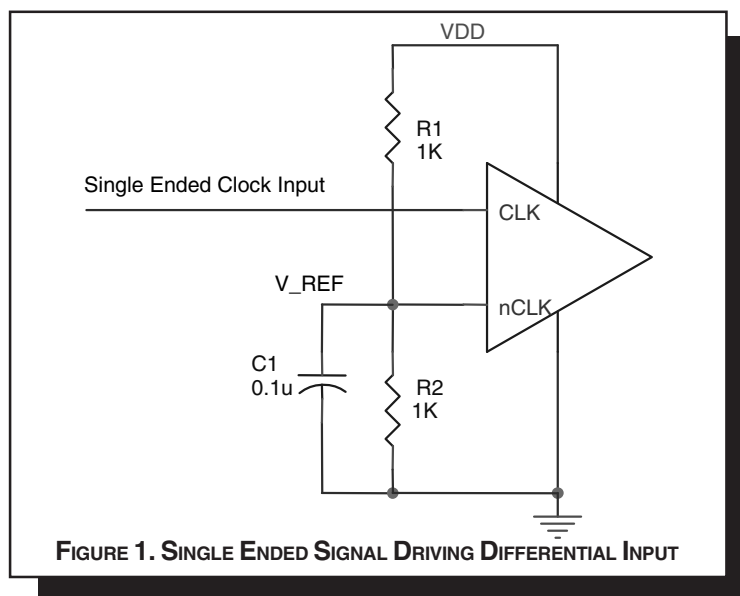 VDD
R1
1K
Single Ended Clock Input
CLK
V_REF
nCLK
C1
0.1u
R2
1K
FIGURE 1. SINGLE ENDED SIGNAL DRIVING DIFFERENTIAL INPUT